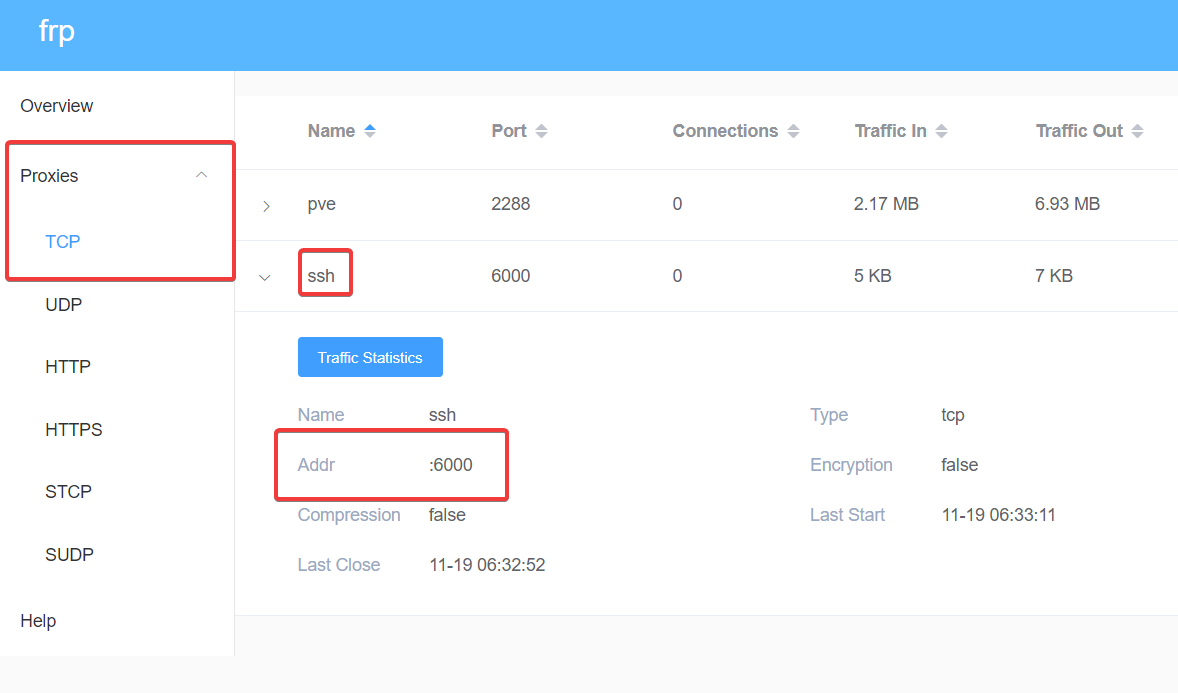 frp
Overview
Proxies
TCP
UDP
HTTP
HTTPS
STCP
SUDP
Help
Name Port Connections Traffic In Traffic Out
pve 2288 0 2.17 MB 6.93 MB
ssh 6000 0 5 KB 7 KB
Traffic Statistics
Name ssh Type tcp
Addr :6000 Encryption false
Compression false Last Start 11-19 06:33:11
Last Close 11-19 06:32:52